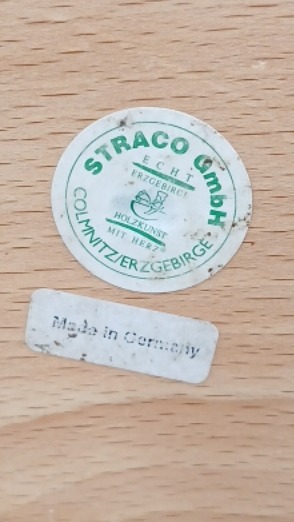 STRACO GmbH
ECHT
ERZGEBIRGE
HOLZKUNST
MIT HERZ
COLMNITZ/ERZGEBIRGE
Made in Germany